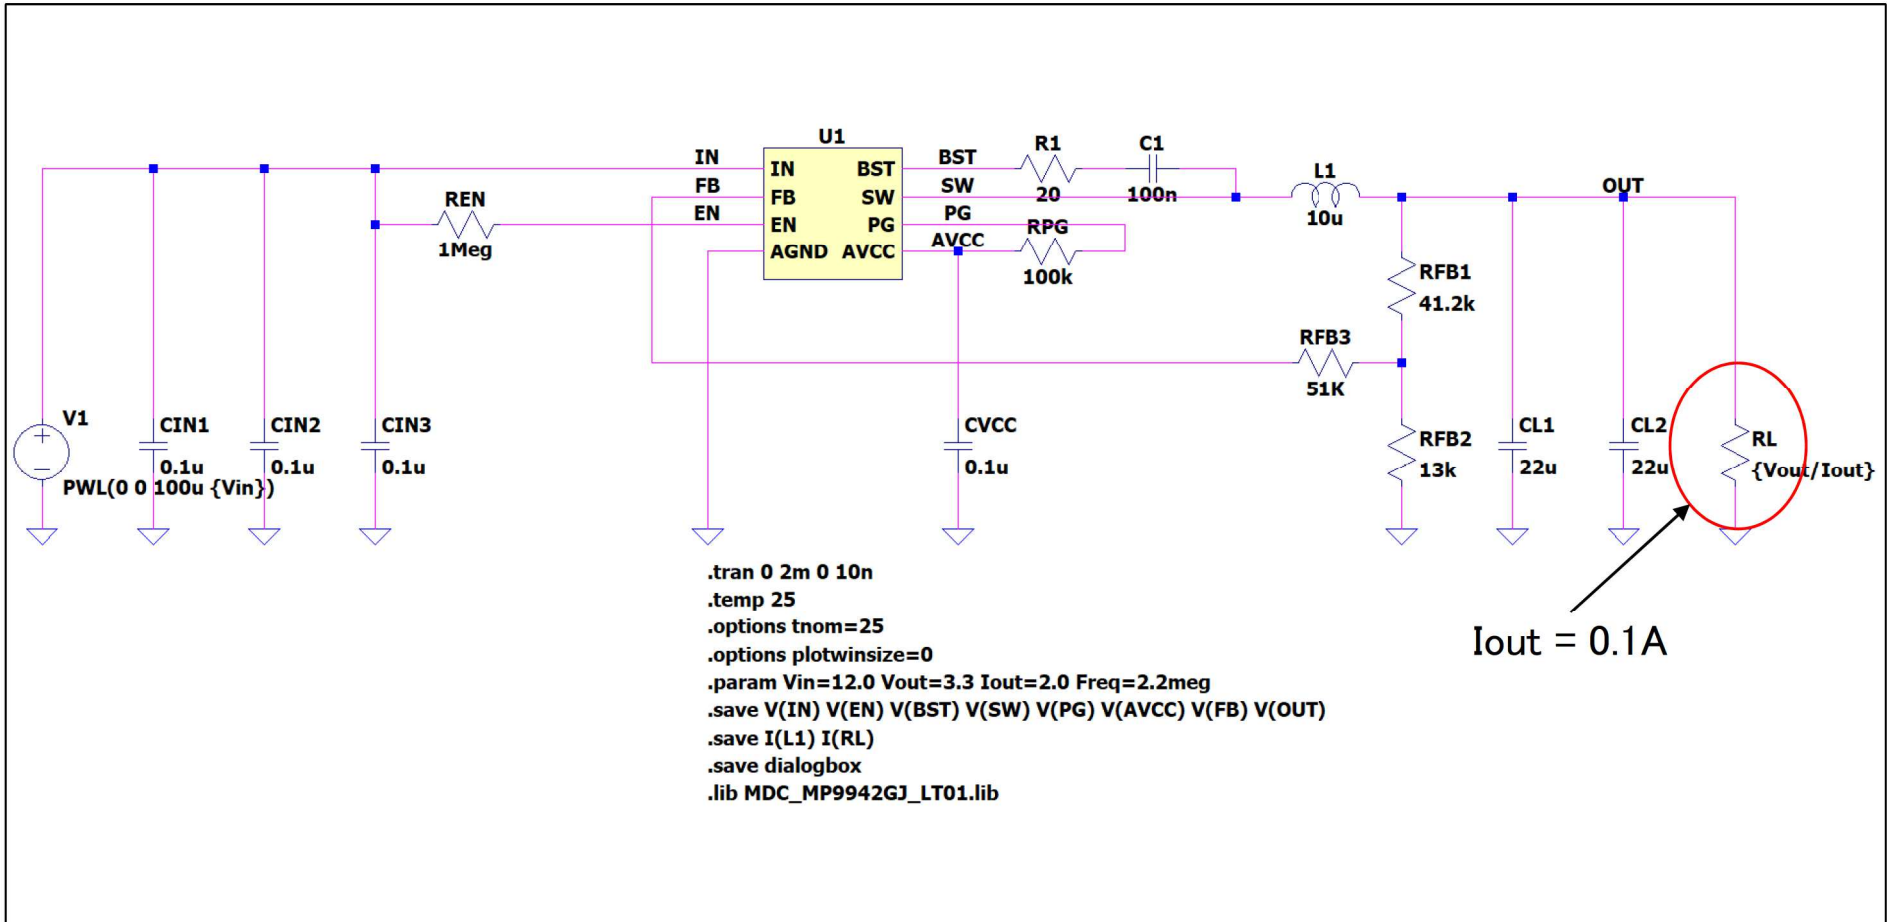 U1
IN
FB
EN
IN
FB
EN
AGND
BST
SW
PG
AVCC
BST
SW
PG
AVCC
R1
20
C1
100n
RPG
100k
L1
10u
OUT
REN
1Meg
RFB1
41.2k
RFB3
51K
RFB2
13k
V1
PWL(0 0 100u {Vin})
CIN1
0.1u
CIN2
0.1u
CIN3
0.1u
CVCC
0.1u
CL1
22u
CL2
22u
RL
{Vout/Iout}
Iout = 0.1A
.tran 0 2m 0 10n
.temp 25
.options tnom=25
.options plotwinsize=0
.param Vin=12.0 Vout=3.3 Iout=2.0 Freq=2.2meg
.save V(IN) V(EN) V(BST) V(SW) V(PG) V(AVCC) V(FB) V(OUT)
.save I(L1) I(RL)
.save dialogbox
.lib MDC_MP9942GJ_LT01.lib